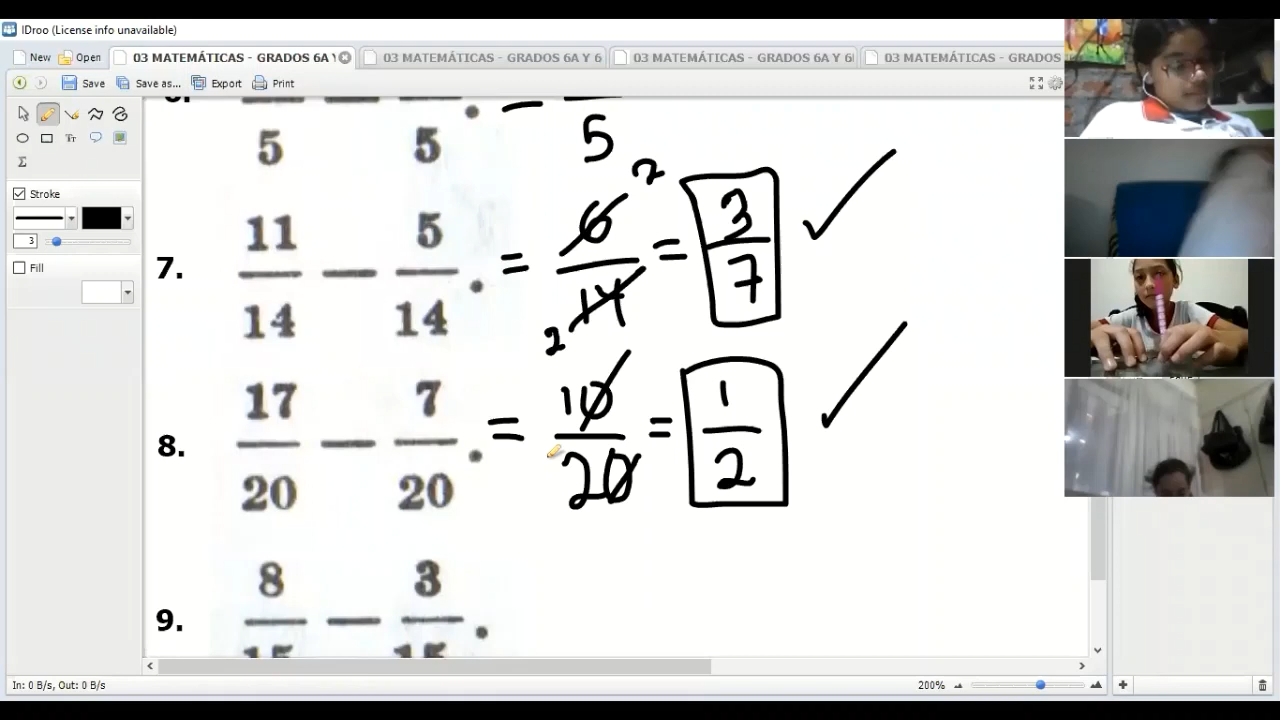 IDroo (License info unavailable)
New Open 03 MATEMÁTICAS - GRADOS 6A Y 03 MATEMÁTICAS - GRADOS 6A Y 6 03 MATEMÁTICAS - GRADOS 6A Y 6 03 MATEMÁTICAS - GRADOS
Save Save as... Export Print
Tt
Σ
Stroke
3
Fill
5 5 . = 5
7. 11/14 — 5/14 . = 6/14 = 3/7 ✓
2
2
8. 17/20 — 7/20 . = 10/20 = 1/2 ✓
9. 8/15 — 3/15 .
In: 0 B/s, Out: 0 B/s
200%